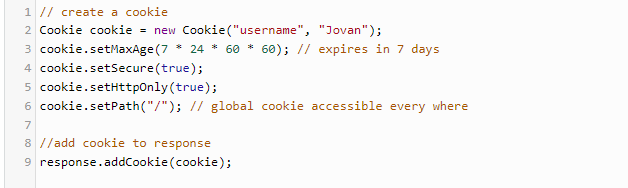 1 // create a cookie
2 Cookie cookie = new Cookie("username", "Jovan");
3 cookie.setMaxAge(7 * 24 * 60 * 60); // expires in 7 days
4 cookie.setSecure(true);
5 cookie.setHttpOnly(true);
6 cookie.setPath("/"); // global cookie accessible every where
7
8 //add cookie to response
9 response.addCookie(cookie);